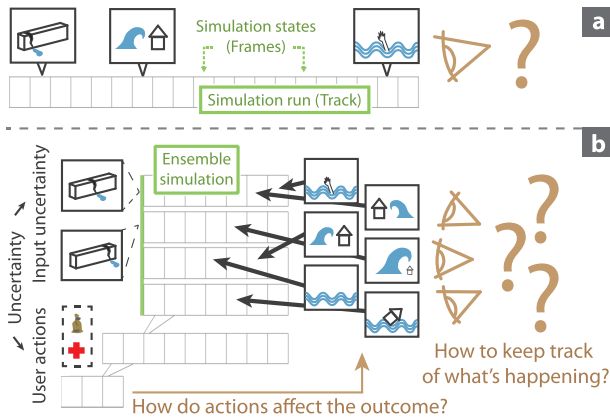 a
Simulation states
(Frames)
?
Simulation run (Track)
b
Ensemble
simulation
Uncertainty
Input uncertainty
User actions
?
?
?
How to keep track
of what's happening?
How do actions affect the outcome?